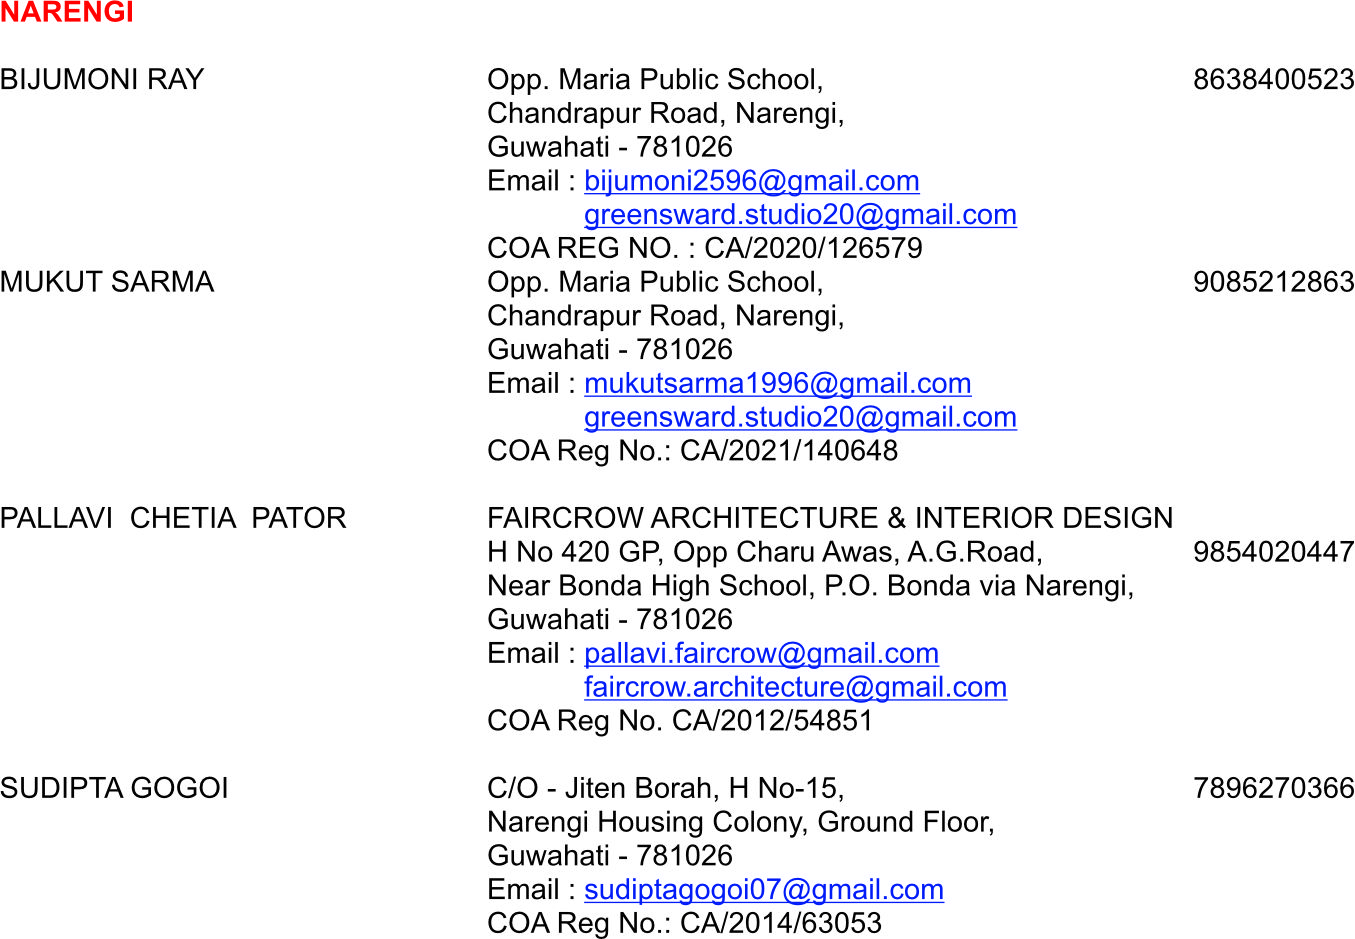 NARENGI
BIJUMONI RAY Opp. Maria Public School, 8638400523
Chandrapur Road, Narengi,
Guwahati - 781026
Email : bijumoni2596@gmail.com
greensward.studio20@gmail.com
COA REG NO. : CA/2020/126579
MUKUT SARMA Opp. Maria Public School, 9085212863
Chandrapur Road, Narengi,
Guwahati - 781026
Email : mukutsarma1996@gmail.com
greensward.studio20@gmail.com
COA Reg No.: CA/2021/140648
PALLAVI CHETIA PATOR FAIRCROW ARCHITECTURE & INTERIOR DESIGN
H No 420 GP, Opp Charu Awas, A.G.Road, 9854020447
Near Bonda High School, P.O. Bonda via Narengi,
Guwahati - 781026
Email : pallavi.faircrow@gmail.com
faircrow.architecture@gmail.com
COA Reg No. CA/2012/54851
SUDIPTA GOGOI C/O - Jiten Borah, H No-15, 7896270366
Narengi Housing Colony, Ground Floor,
Guwahati - 781026
Email : sudiptagogoi07@gmail.com
COA Reg No.: CA/2014/63053